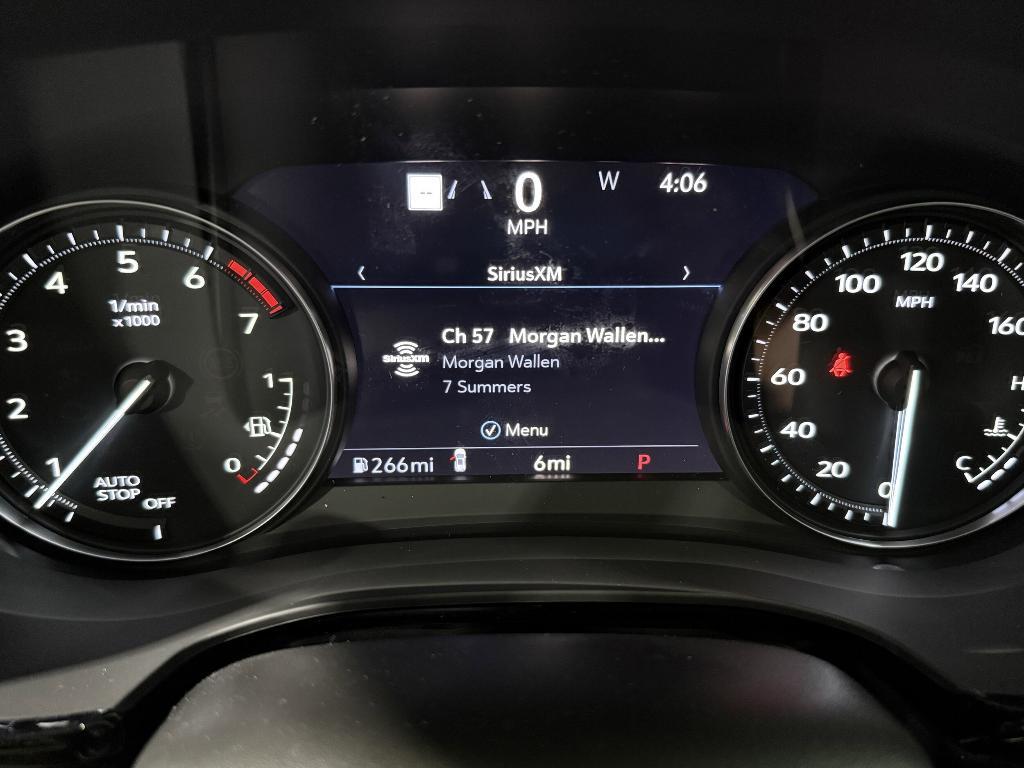 -- 0 W 4:06
MPH
SiriusXM
SiriusXM Ch 57 Morgan Wallen...
Morgan Wallen
7 Summers
Menu
266mi 6mi P
1 2 3 4 5 6 7
1/min
x1000
1
0
AUTO
STOP
OFF
0 20 40 60 80 100 120 140 160
MPH
H
C